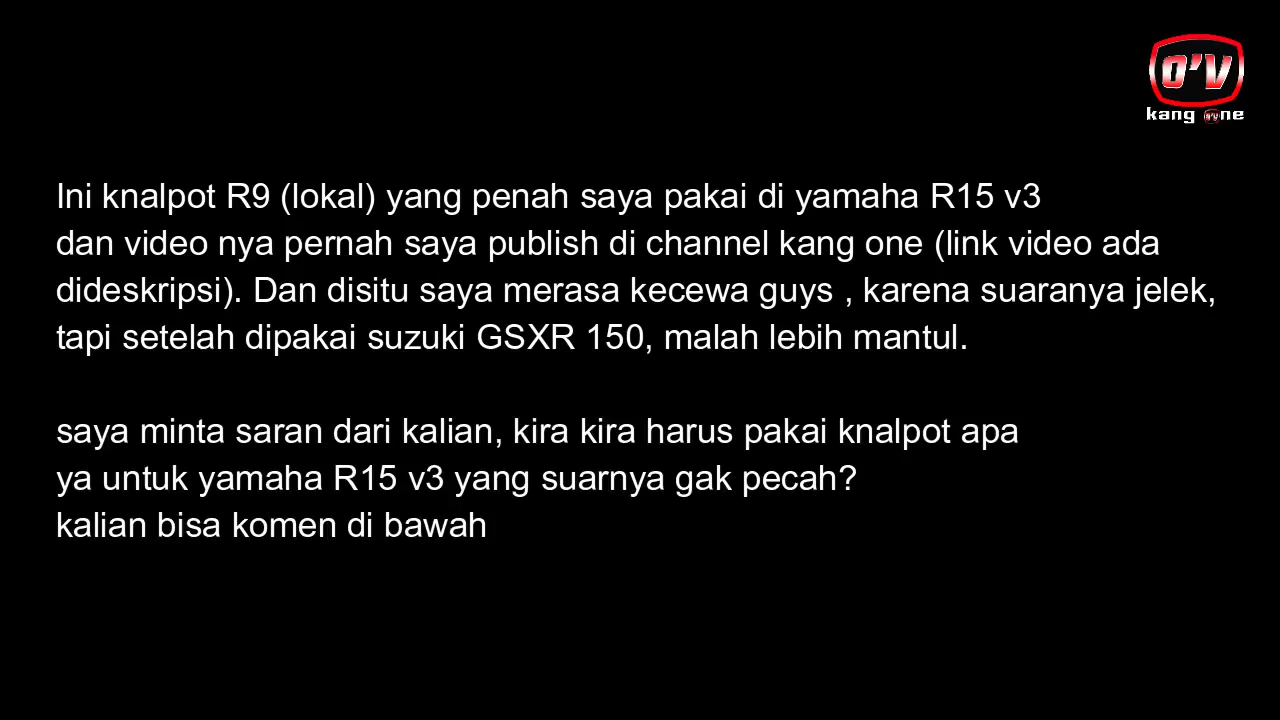 O'V
kang O'V ne
Ini knalpot R9 (lokal) yang penah saya pakai di yamaha R15 v3
dan video nya pernah saya publish di channel kang one (link video ada
dideskripsi). Dan disitu saya merasa kecewa guys , karena suaranya jelek,
tapi setelah dipakai suzuki GSXR 150, malah lebih mantul.
saya minta saran dari kalian, kira kira harus pakai knalpot apa
ya untuk yamaha R15 v3 yang suarnya gak pecah?
kalian bisa komen di bawah